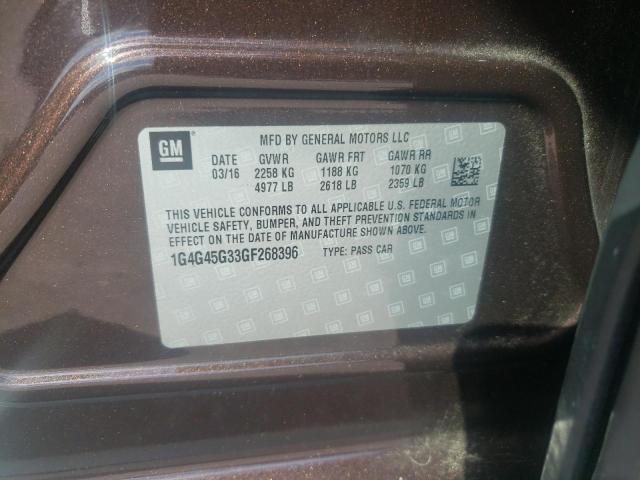 GM
MFD BY GENERAL MOTORS LLC
DATE GVWR GAWR FRT GAWR RR
03/16 2258 KG 1188 KG 1070 KG
4977 LB 2618 LB 2359 LB
THIS VEHICLE CONFORMS TO ALL APPLICABLE U.S. FEDERAL MOTOR
VEHICLE SAFETY, BUMPER, AND THEFT PREVENTION STANDARDS IN
EFFECT ON THE DATE OF MANUFACTURE SHOWN ABOVE.
1G4G45G33GF268396 TYPE: PASS CAR